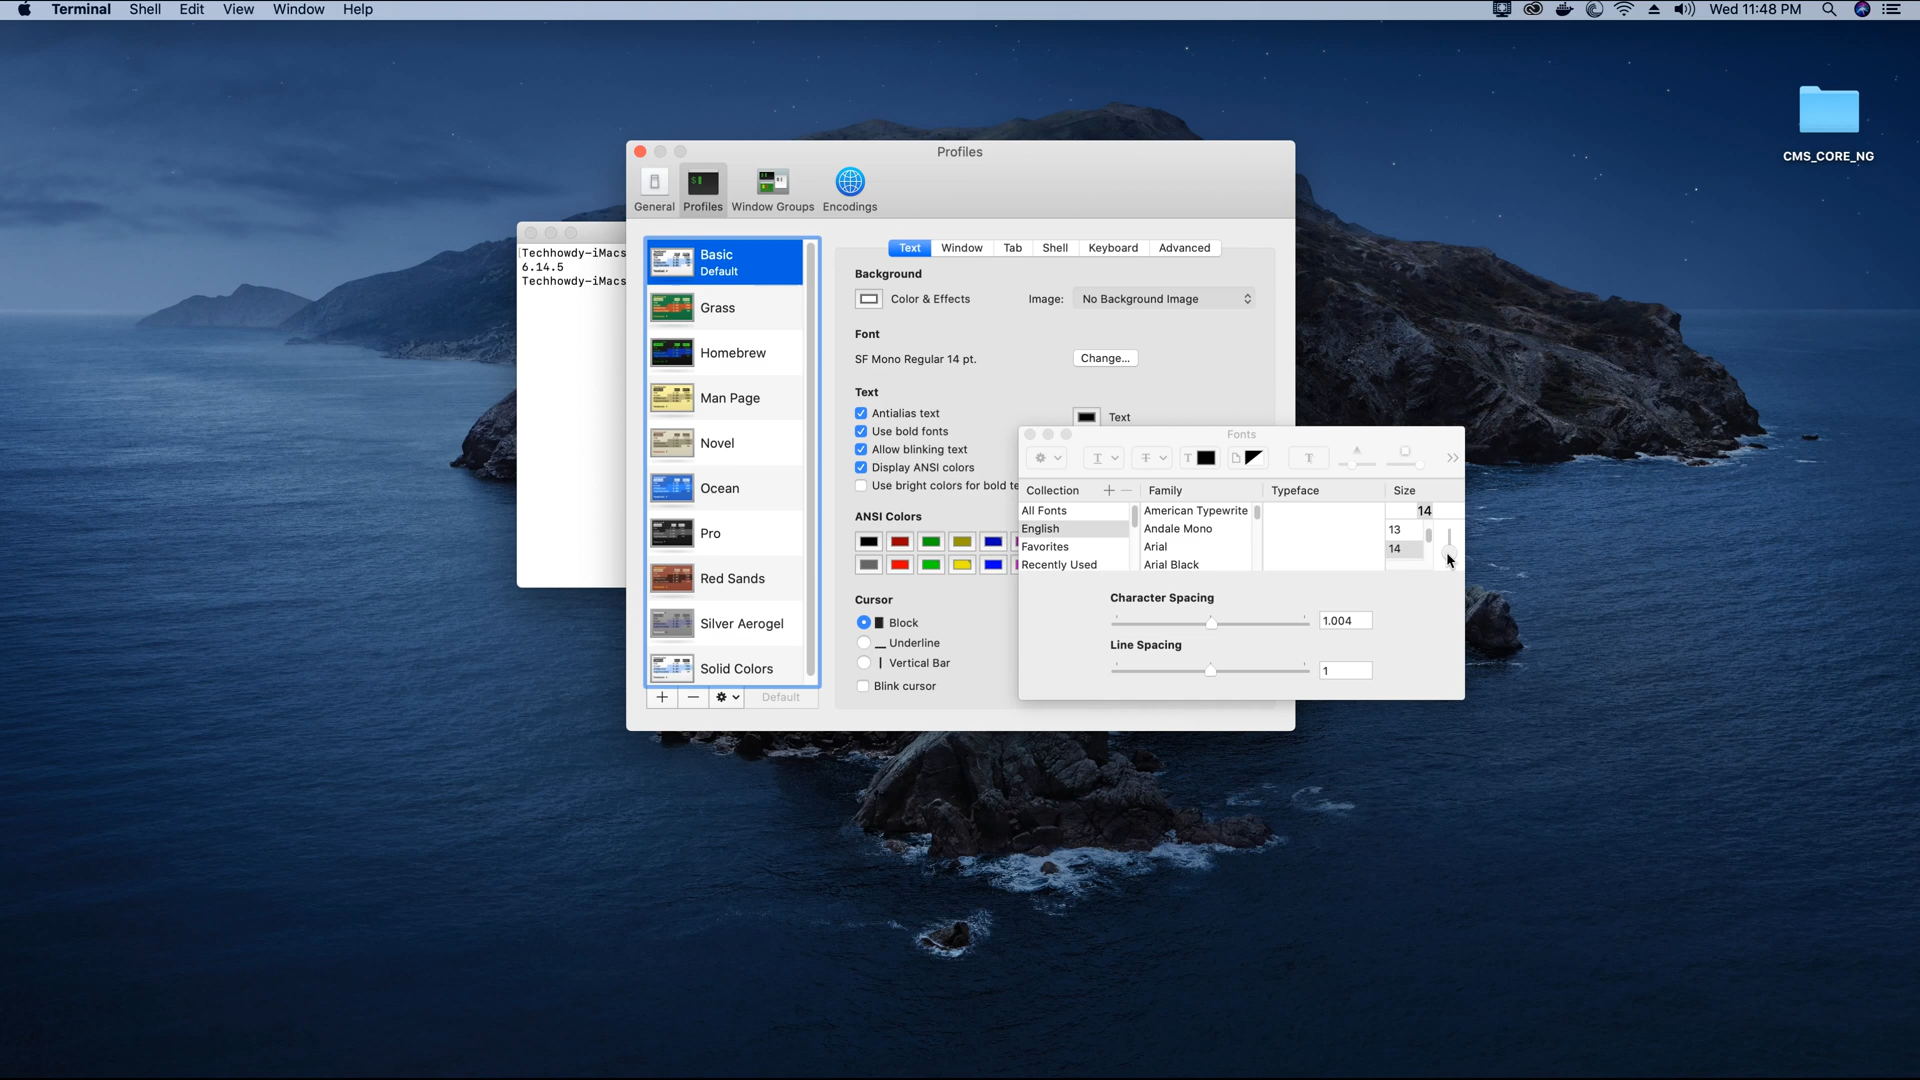 Terminal Shell Edit View Window Help Wed 11:48 PM
CMS_CORE_NG
Profiles
General Profiles Window Groups Encodings
Techhowdy-iMacs
6.14.5
Techhowdy-iMacs
Basic
Default
Grass
Homebrew
Man Page
Novel
Ocean
Pro
Red Sands
Silver Aerogel
Solid Colors
Default
Text Window Tab Shell Keyboard Advanced
Background
Color & Effects Image: No Background Image
Font
SF Mono Regular 14 pt. Change...
Text
Antialias text
Text
Use bold fonts
Allow blinking text
Display ANSI colors
Use bright colors for bold te
ANSI Colors
Cursor
Block
Underline
Vertical Bar
Blink cursor
Fonts
Collection Family Typeface Size
All Fonts American Typewrite 14
English Andale Mono 13
Favorites Arial 14
Recently Used Arial Black
Character Spacing
1.004
Line Spacing
1